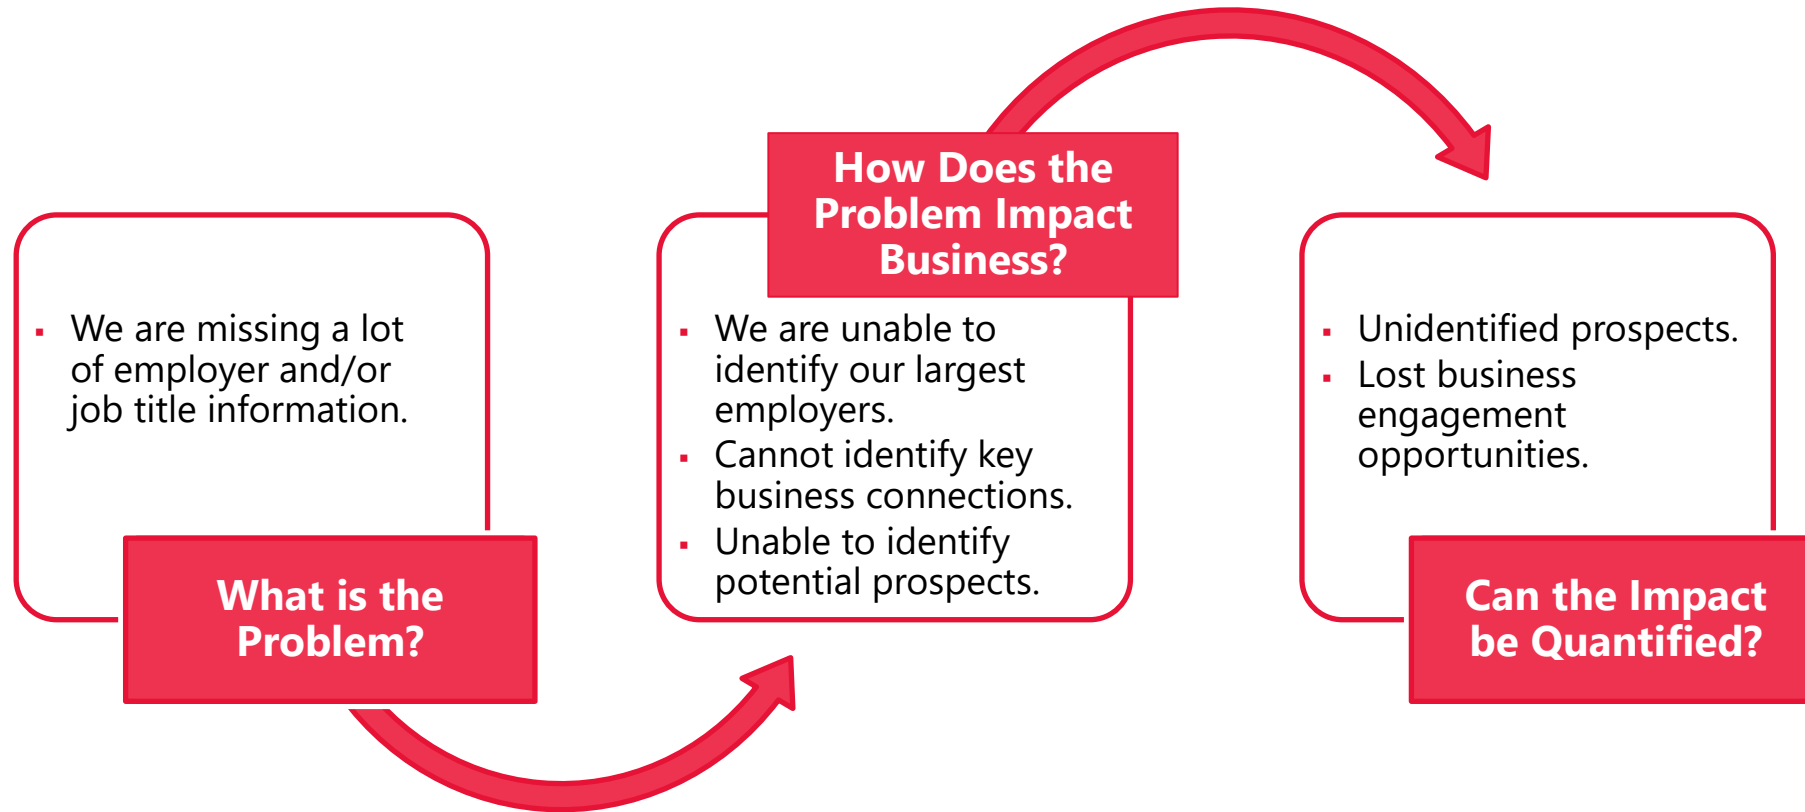 ▪ We are missing a lot
of employer and/or
job title information.
What is the
Problem?
How Does the
Problem Impact
Business?
▪ We are unable to
identify our largest
employers.
▪ Cannot identify key
business connections.
▪ Unable to identify
potential prospects.
▪ Unidentified prospects.
▪ Lost business
engagement
opportunities.
Can the Impact
be Quantified?